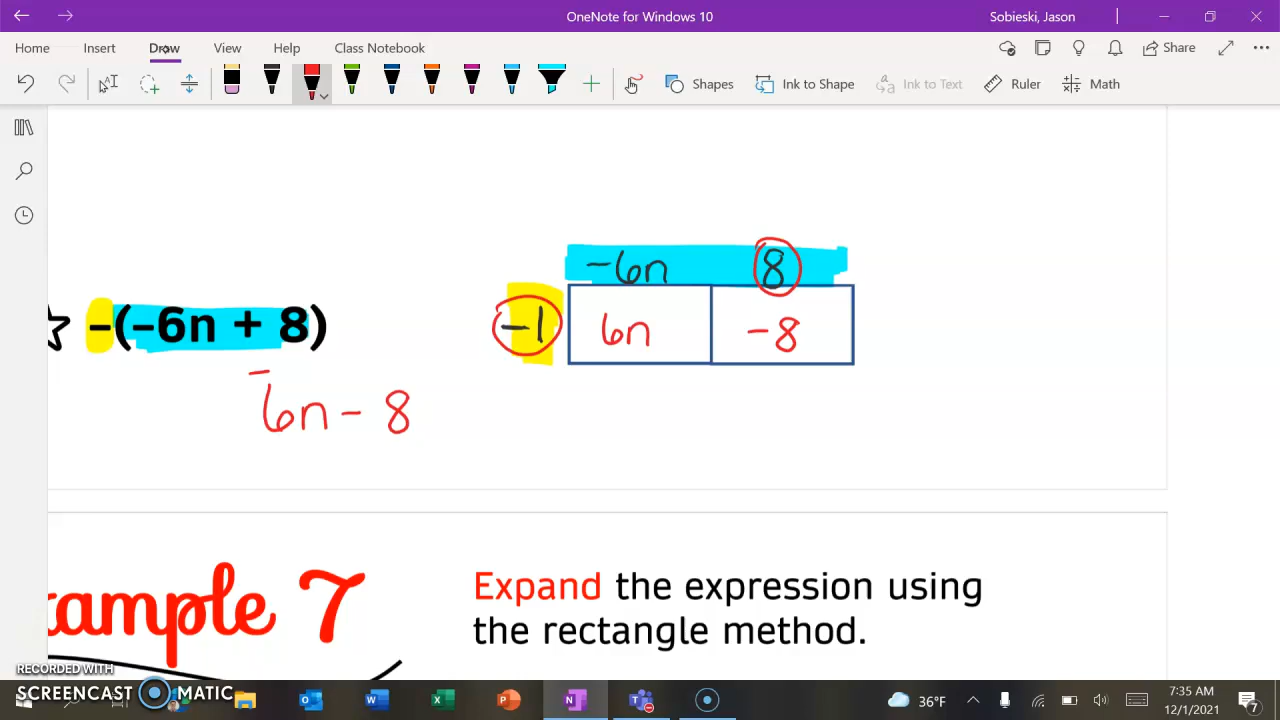 OneNote for Windows 10
Sobieski, Jason
Home Insert Draw View Help Class Notebook
Share
Shapes Ink to Shape Ink to Text Ruler Math
-6n 8
-(-6n + 8)
-1 6n -8
6n - 8
xample 7
Expand the expression using
the rectangle method.
RECORDED WITH
SCREENCAST MATIC
36°F
7:35 AM
12/1/2021
7